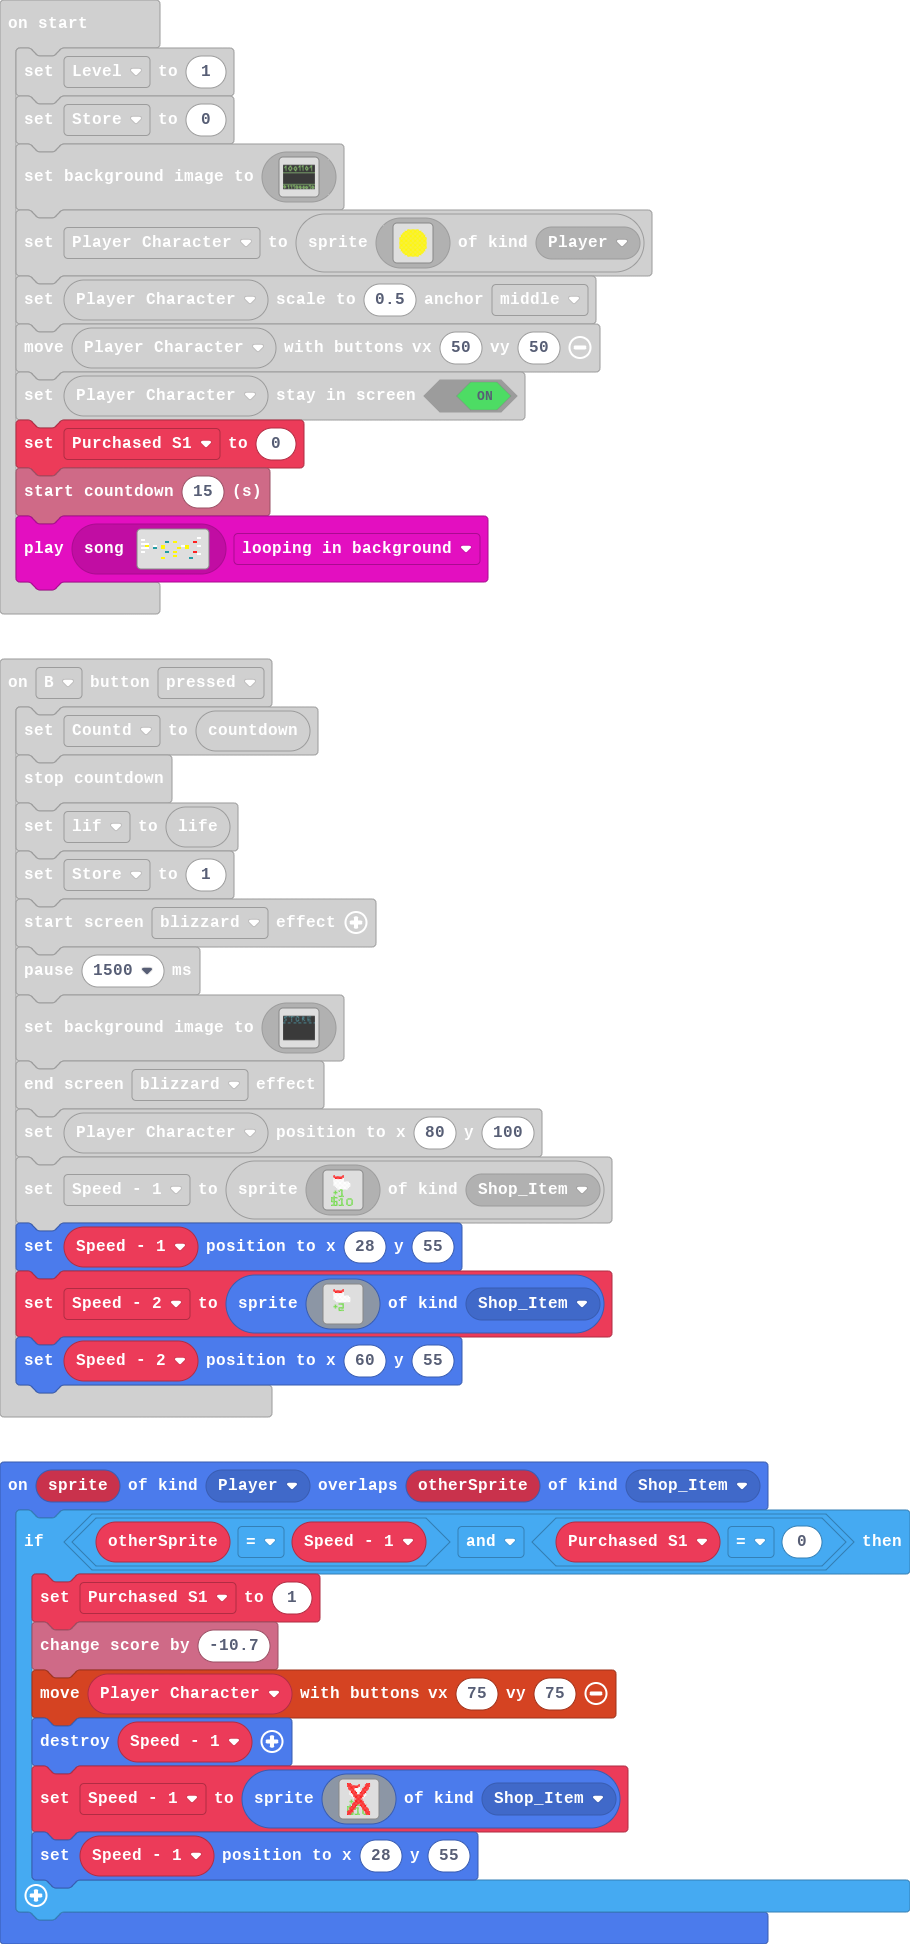 on start
set Level to 1
set Store to 0
set background image to
set Player Character to sprite of kind Player
set Player Character scale to 0.5 anchor middle
move Player Character with buttons vx 50 vy 50
set Player Character stay in screen ON
set Purchased S1 to 0
start countdown 15 (s)
play song looping in background
on B button pressed
set Countd to countdown
stop countdown
set lif to life
set Store to 1
start screen blizzard effect
pause 1500 ms
set background image to
end screen blizzard effect
set Player Character position to x 80 y 100
set Speed - 1 to sprite +1 $10 of kind Shop_Item
set Speed - 1 position to x 28 y 55
set Speed - 2 to sprite +2 of kind Shop_Item
set Speed - 2 position to x 60 y 55
on sprite of kind Player overlaps otherSprite of kind Shop_Item
if otherSprite = Speed - 1 and Purchased S1 = 0 then
set Purchased S1 to 1
change score by -10.7
move Player Character with buttons vx 75 vy 75
destroy Speed - 1
set Speed - 1 to sprite of kind Shop_Item
set Speed - 1 position to x 28 y 55